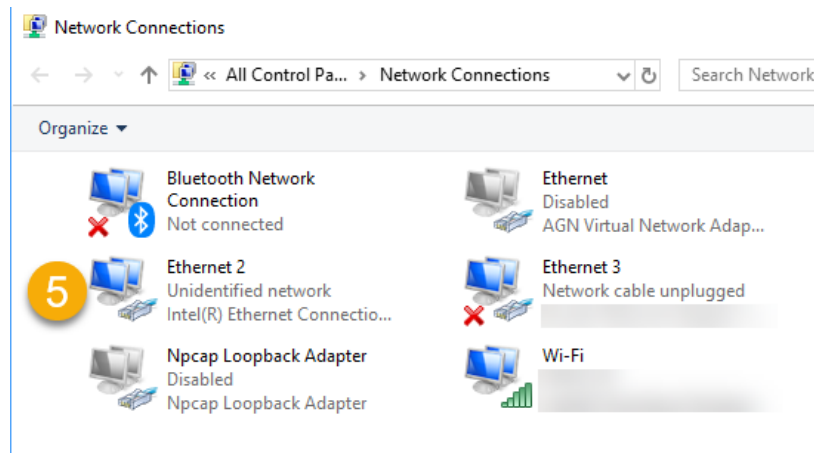 Network Connections
« All Control Pa... > Network Connections
Search Network
Organize
Bluetooth Network
Connection
Not connected
Ethernet
Disabled
AGN Virtual Network Adap...
5
Ethernet 2
Unidentified network
Intel(R) Ethernet Connectio...
Ethernet 3
Network cable unplugged
Npcap Loopback Adapter
Disabled
Npcap Loopback Adapter
Wi-Fi